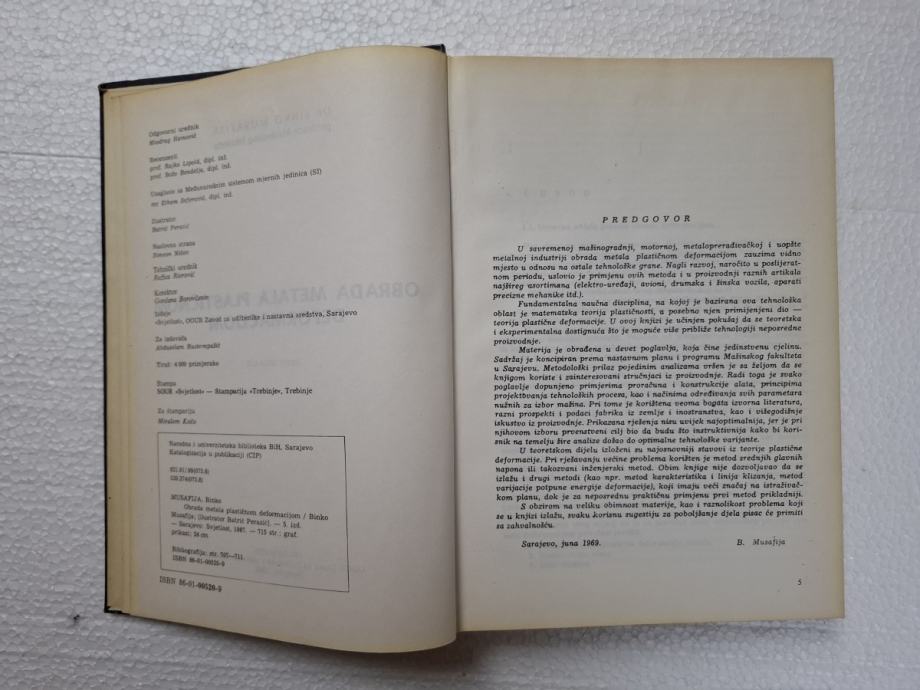 Odgovorni urednik
Recenzenti
prof. Rajko Lipold, dipl. inž.
prof. Božo Bendelja, dipl. inž.
Usaglasio sa Međunarodnim sistemom mjernih jedinica (SI)
mr Ethem Seferović, dipl. inž.
Ilustrator
Batrić Perazić
Naslovna strana
Simeon Niđov
Tehnički urednik
Korektor
Gordana
Izdaje
»Svjetlost«, OOUR Zavod za udžbenike i nastavna sredstva, Sarajevo
Za izdavača
Abduselam Rustempašić
Tiraž: 4 000 primjeraka
Štampa
SOUR »Svjetlost« — Štamparija »Trebinje«, Trebinje
Za štampariju
Miralem Kočo
Narodna i univerzitetska biblioteka BiH, Sarajevo
Katalogizacija u publikaciji (CIP)
MUSAFIJA, Binko
Obrada metala plastičnom deformacijom / Binko
Musafija; [ilustrator Batrić Perazić]. — 5. izd.
— Sarajevo: Svjetlost, 1987. — 715 str.: graf.
prikazi; 24 cm
Bibliografija: str. 705—711.
ISBN 86-01-00520-9
ISBN 86-01-00520-9
PREDGOVOR
U savremenoj mašinogradnji, motornoj, metaloprerađivačkoj i uopšte
metalnoj industriji obrada metala plastičnom deformacijom zauzima vidno
mjesto u odnosu na ostale tehnološke grane. Nagli razvoj, naročito u poslijerat-
nom periodu, uslovio je primjenu ovih metoda i u proizvodnji raznih artikala
najšireg asortimana (elektro-uređaji, avioni, drumska i šinska vozila, aparati
precizne mehanike itd.).
Fundamentalna naučna disciplina, na kojoj je bazirana ova tehnološka
oblast je matematska teorija plastičnosti, a posebno njen primijenjeni dio —
teorija plastične deformacije. U ovoj knjizi je učinjen pokušaj da se teoretska
i eksperimentalna dostignuća što je moguće više približe tehnologiji neposredne
proizvodnje.
Materija je obrađena u devet poglavlja, koja čine jedinstvenu cjelinu.
Sadržaj je koncipiran prema nastavnom planu i programu Mašinskog fakulteta
u Sarajevu. Metodološki prilaz pojedinim analizama vršen je sa željom da se
knjigom koriste i zainteresovani stručnjaci iz proizvodnje. Radi toga je svako
poglavlje dopunjeno primjerima proračuna i konstrukcije alata, principima
projektovanja tehnoloških procesa, kao i načinima određivanja svih parametara
nužnih za izbor mašina. Pri tome je korištena veoma bogata izvorna literatura,
razni prospekti i podaci fabrika iz zemlje i inostranstva, kao i višegodišnje
iskustvo iz proizvodnje. Prikazana rješenja nisu uvijek najoptimalnija, jer je pri
njihovom izboru prvenstveni cilj bio da budu što instruktivnija kako bi kori-
snik na temelju šire analize došao do optimalne tehnološke varijante.
U teoretskom dijelu izloženi su najosnovniji stavovi iz teorije plastične
deformacije. Pri rješavanju većine problema korišten je metod srednjih glavnih
napona ili takozvani inženjerski metod. Obim knjige nije dozvoljavao da se
izlažu i drugi metodi (kao npr. metod karakteristika i linija klizanja, metod
varijacije potpune energije deformacije), koji imaju veći značaj na istraživač-
kom planu, dok je za neposrednu praktičnu primjenu prvi metod prikladniji.
S obzirom na veliku obimnost materije, kao i raznolikost problema koji
se u knjizi izlažu, svaku korisnu sugestiju za poboljšanje djela pisac će primiti
sa zahvalnošću.
Sarajevo, juna 1969. B. Musafija
5